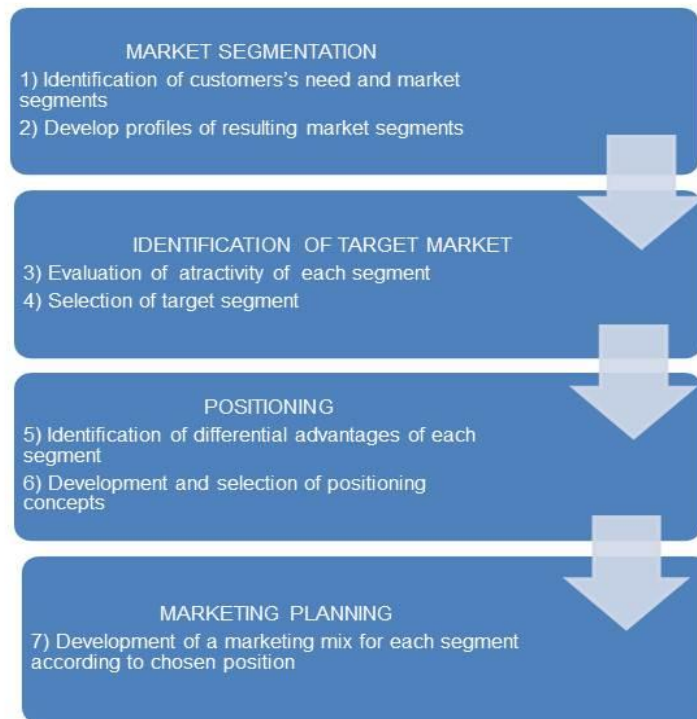 MARKET SEGMENTATION
1) Identification of customers's need and market
segments
2) Develop profiles of resulting market segments
IDENTIFICATION OF TARGET MARKET
3) Evaluation of atractivity of each segment
4) Selection of target segment
POSITIONING
5) Identification of differential advantages of each
segment
6) Development and selection of positioning
concepts
MARKETING PLANNING
7) Development of a marketing mix for each segment
according to chosen position